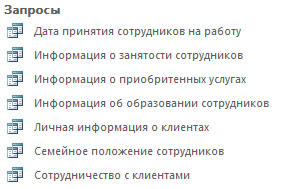 Запросы
Дата принятия сотрудников на работу
Информация о занятости сотрудников
Информация о приобритенных услугах
Информация об образовании сотрудников
Личная информация о клиентах
Семейное положение сотрудников
Сотрудничество с клиентами